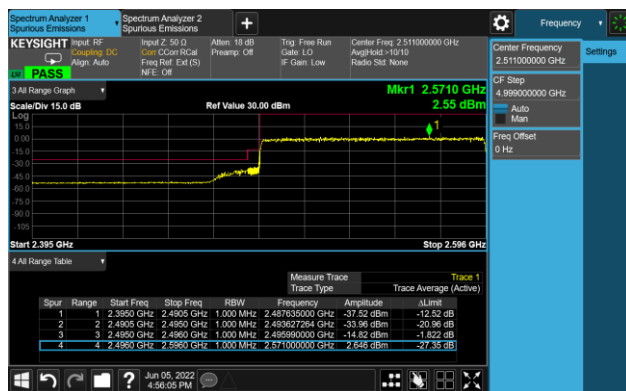 Spectrum Analyzer 1
Spurious Emissions
Spectrum Analyzer 2
Spurious Emissions
Frequency
KEYSIGHT
Input: RF
Coupling: DC
Align: Auto
Input Z: 50 Ω
Corr CCorr RCal
Freq Ref: Ext (S)
NFE: Off
Atten: 18 dB
Preamp: Off
Trig: Free Run
Gate: LO
IF Gain: Low
Center Freq: 2.511000000 GHz
Avg|Hold:>10/10
Radio Std: None
PASS
Center Frequency
2.511000000 GHz
Settings
CF Step
4.999000000 GHz
Auto
Man
Freq Offset
0 Hz
3 All Range Graph
Mkr1 2.5710 GHz
Scale/Div 15.0 dB
Ref Value 30.00 dBm
2.55 dBm
Log
15.0
0.00
-15.0
-30.0
-45.0
-60.0
-75.0
-90.0
-105
1
Start 2.395 GHz
Stop 2.596 GHz
4 All Range Table
Measure Trace Trace 1
Trace Type Trace Average (Active)
Spur Range Start Freq Stop Freq RBW Frequency Amplitude ΔLimit
1 1 2.3950 GHz 2.4905 GHz 1.000 MHz 2.487635000 GHz -37.52 dBm -12.52 dB
2 2 2.4905 GHz 2.4950 GHz 1.000 MHz 2.493627264 GHz -33.96 dBm -20.96 dB
3 3 2.4950 GHz 2.4960 GHz 1.000 MHz 2.495990000 GHz -14.82 dBm -1.822 dB
4 4 2.4960 GHz 2.5960 GHz 1.000 MHz 2.571000000 GHz 2.646 dBm -27.35 dB
Jun 05, 2022
4:56:05 PM